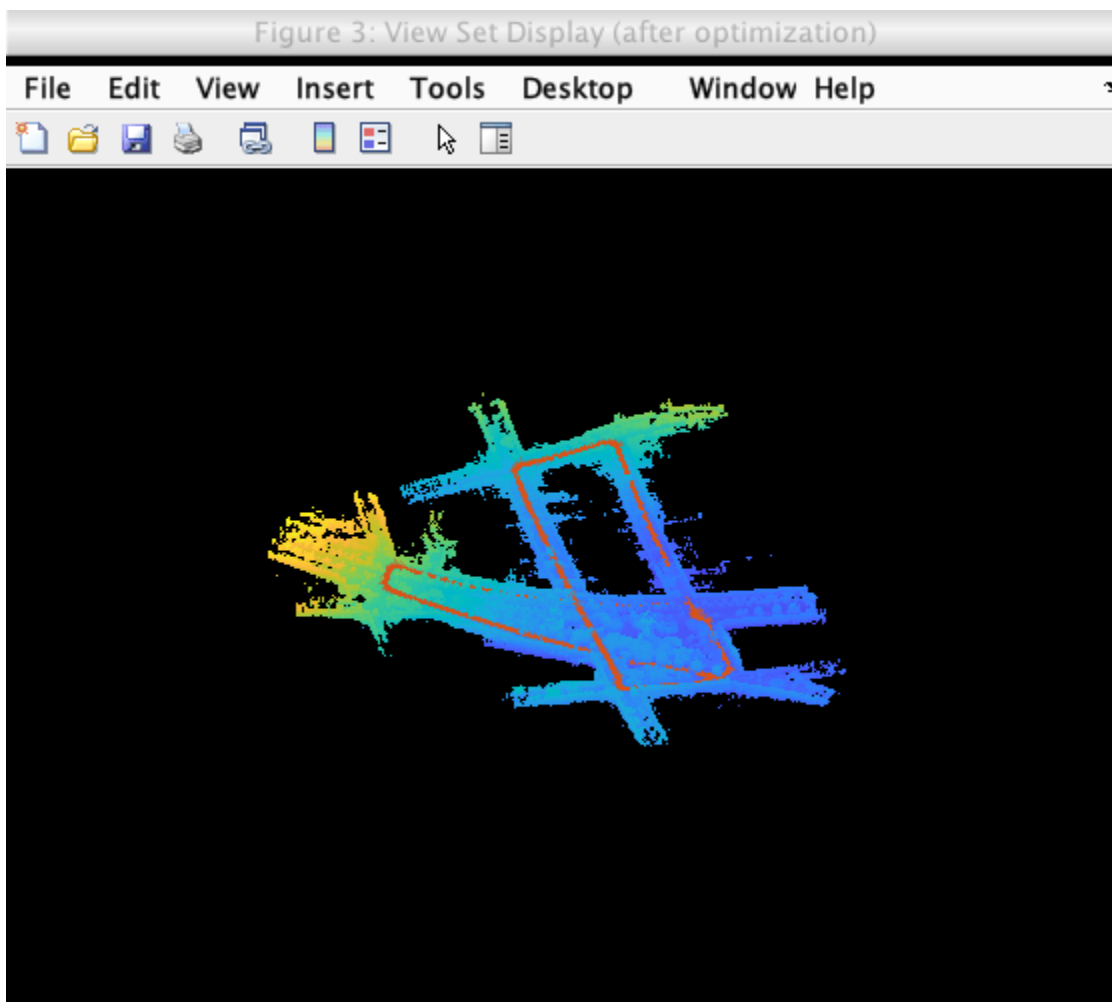 Figure 3: View Set Display (after optimization)
File Edit View Insert Tools Desktop Window Help